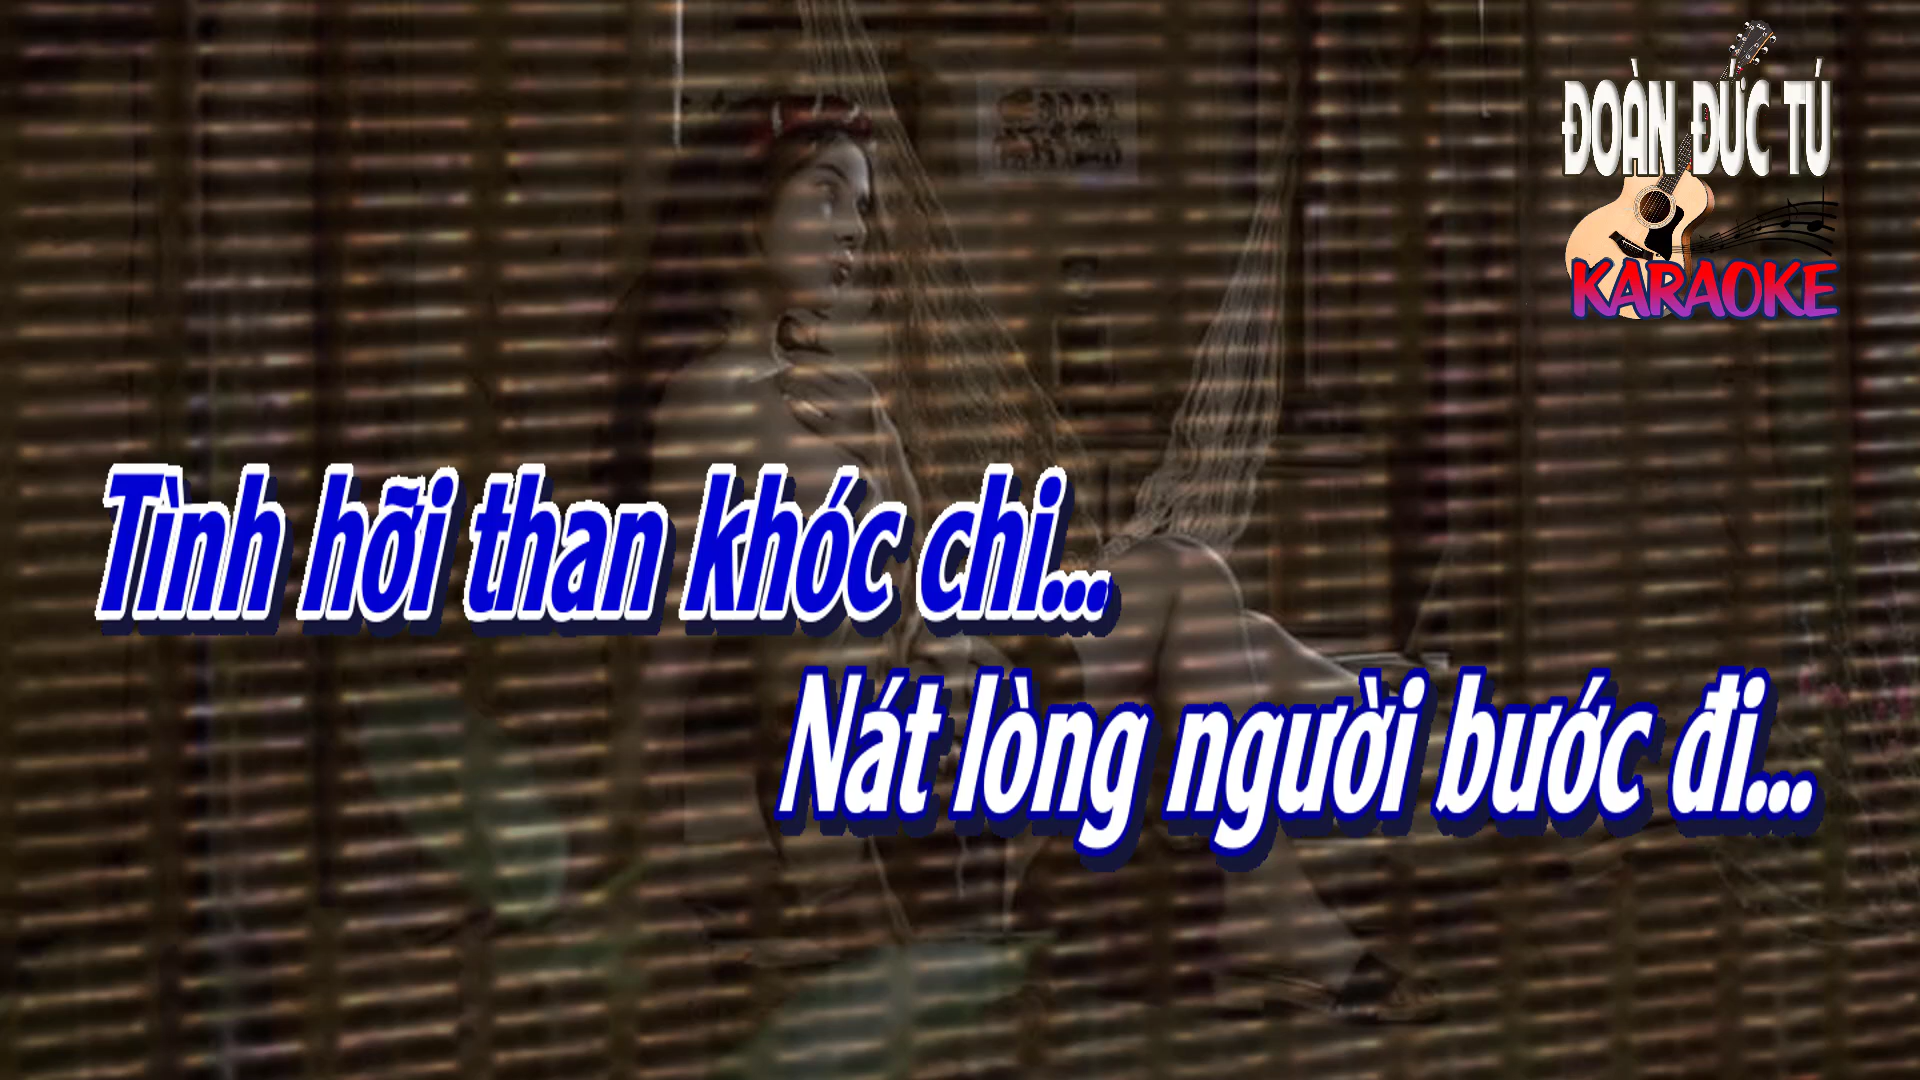 ĐOÀN ĐỨC TÚ
KARAOKE
Tình hỡi than khóc chi...
Nát lòng người bước đi...